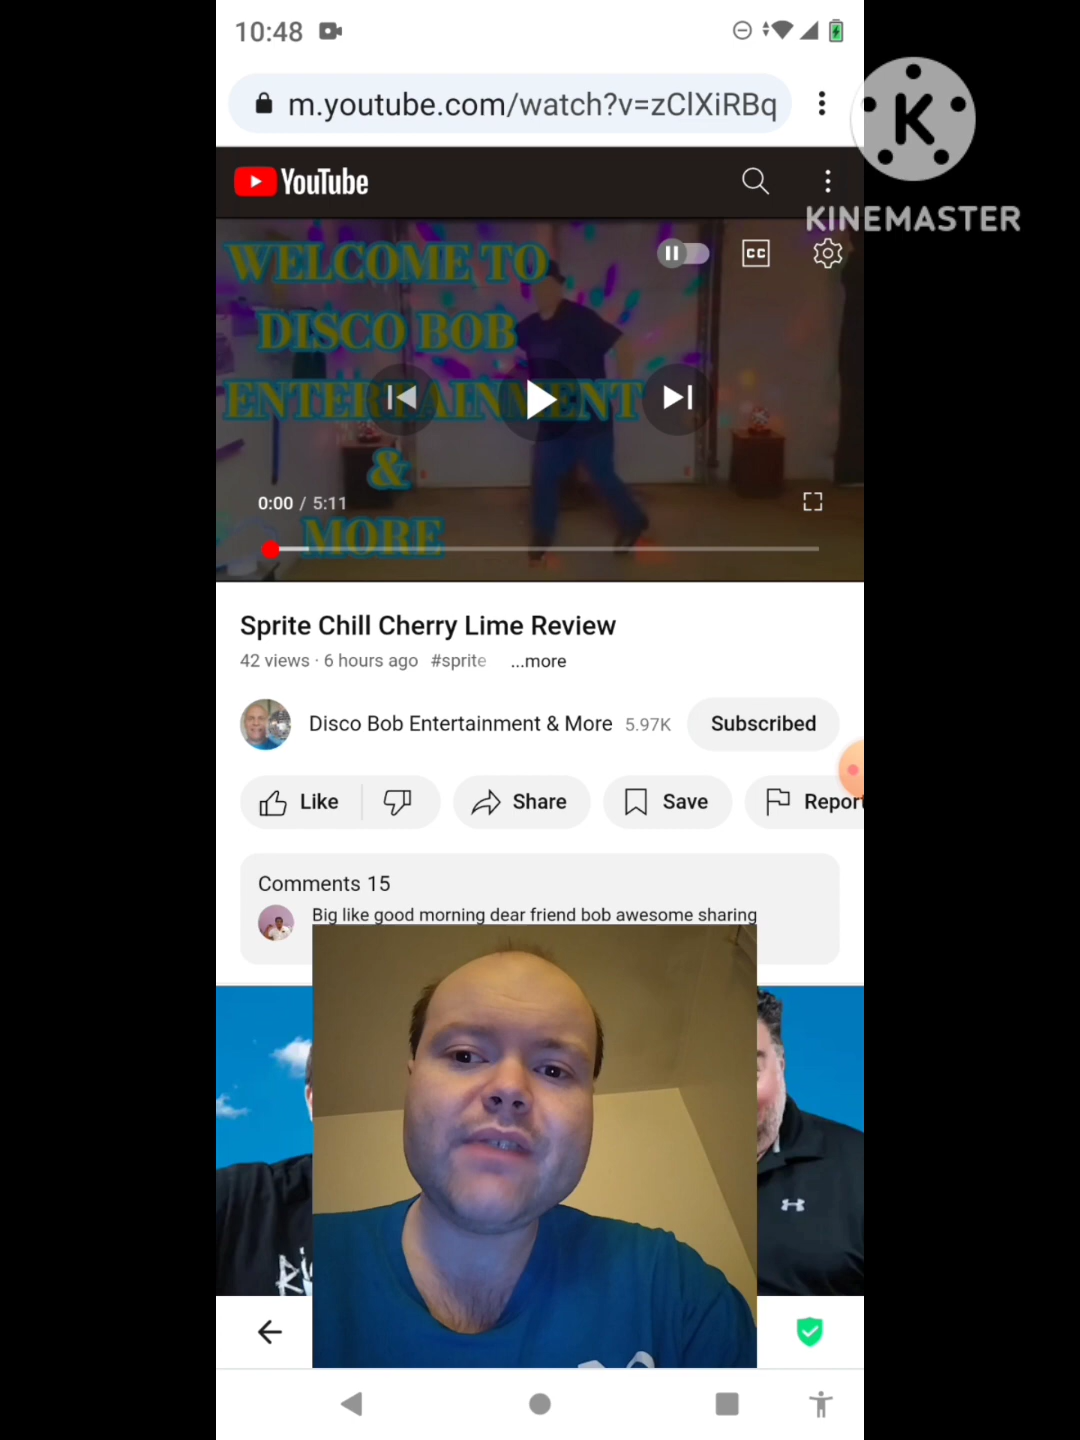 10:48
m.youtube.com/watch?v=zClXiRBq
K
KINEMASTER
YouTube
WELCOME TO
CC
DISCO BOB
ENTERTAINMENT
&
0:00 / 5:11
MORE
Sprite Chill Cherry Lime Review
42 views · 6 hours ago #sprite ...more
Disco Bob Entertainment & More 5.97K Subscribed
Like Share Save Report
Comments 15
Big like good morning dear friend bob awesome sharing